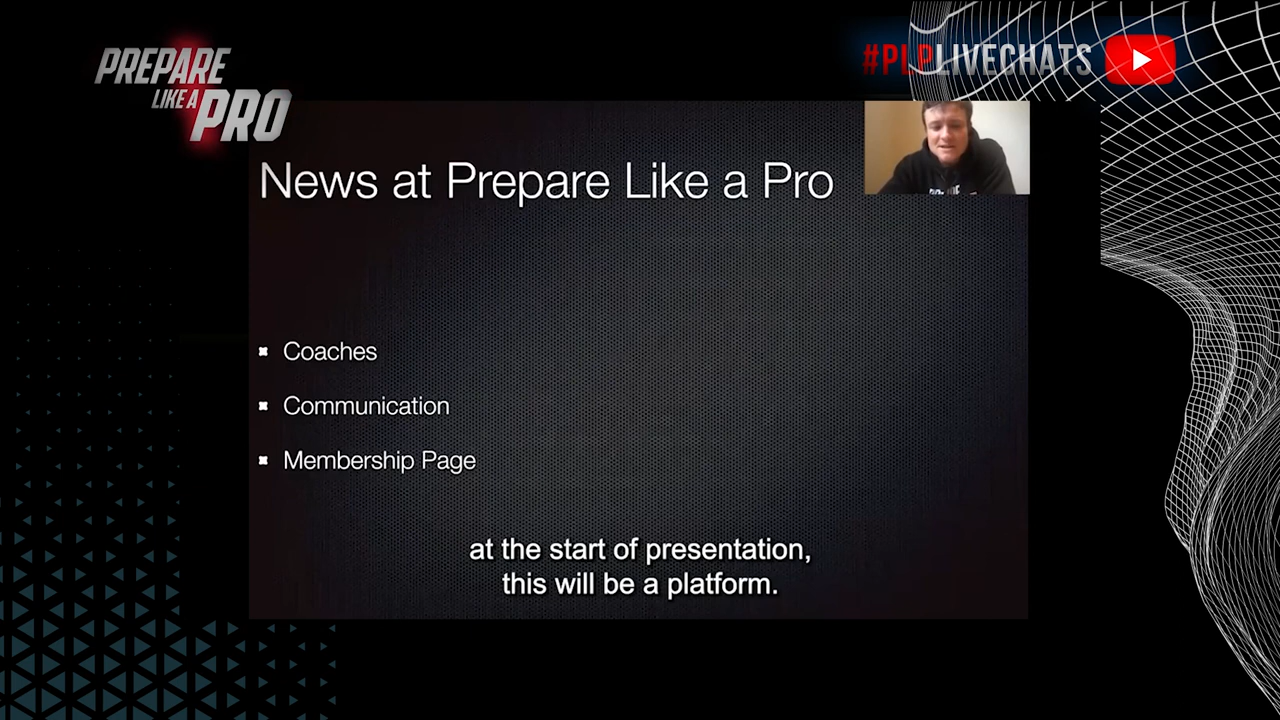 PREPARE
LIKE A
PRO
#PLPLIVECHATS
News at Prepare Like a Pro
Coaches
Communication
Membership Page
at the start of presentation,
this will be a platform.